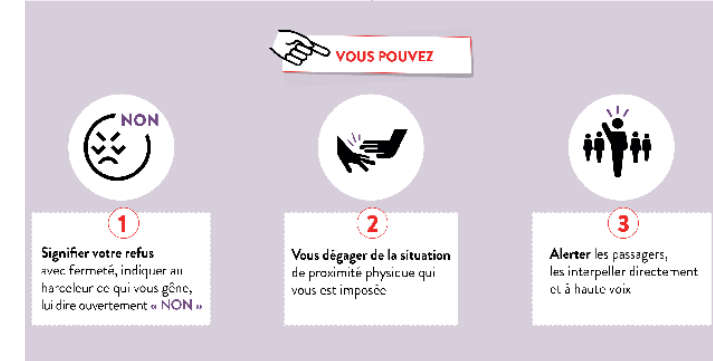 VOUS POUVEZ
NON
1
Signifier votre refus
avec fermeté, indiquer au
harceleur ce qui vous gêne,
lui dire ouvertement « NON »
2
Vous dégager de la situation
de proximité physique qui
vous est imposée
3
Alerter les passagers,
les interpeller directement
et à haute voix